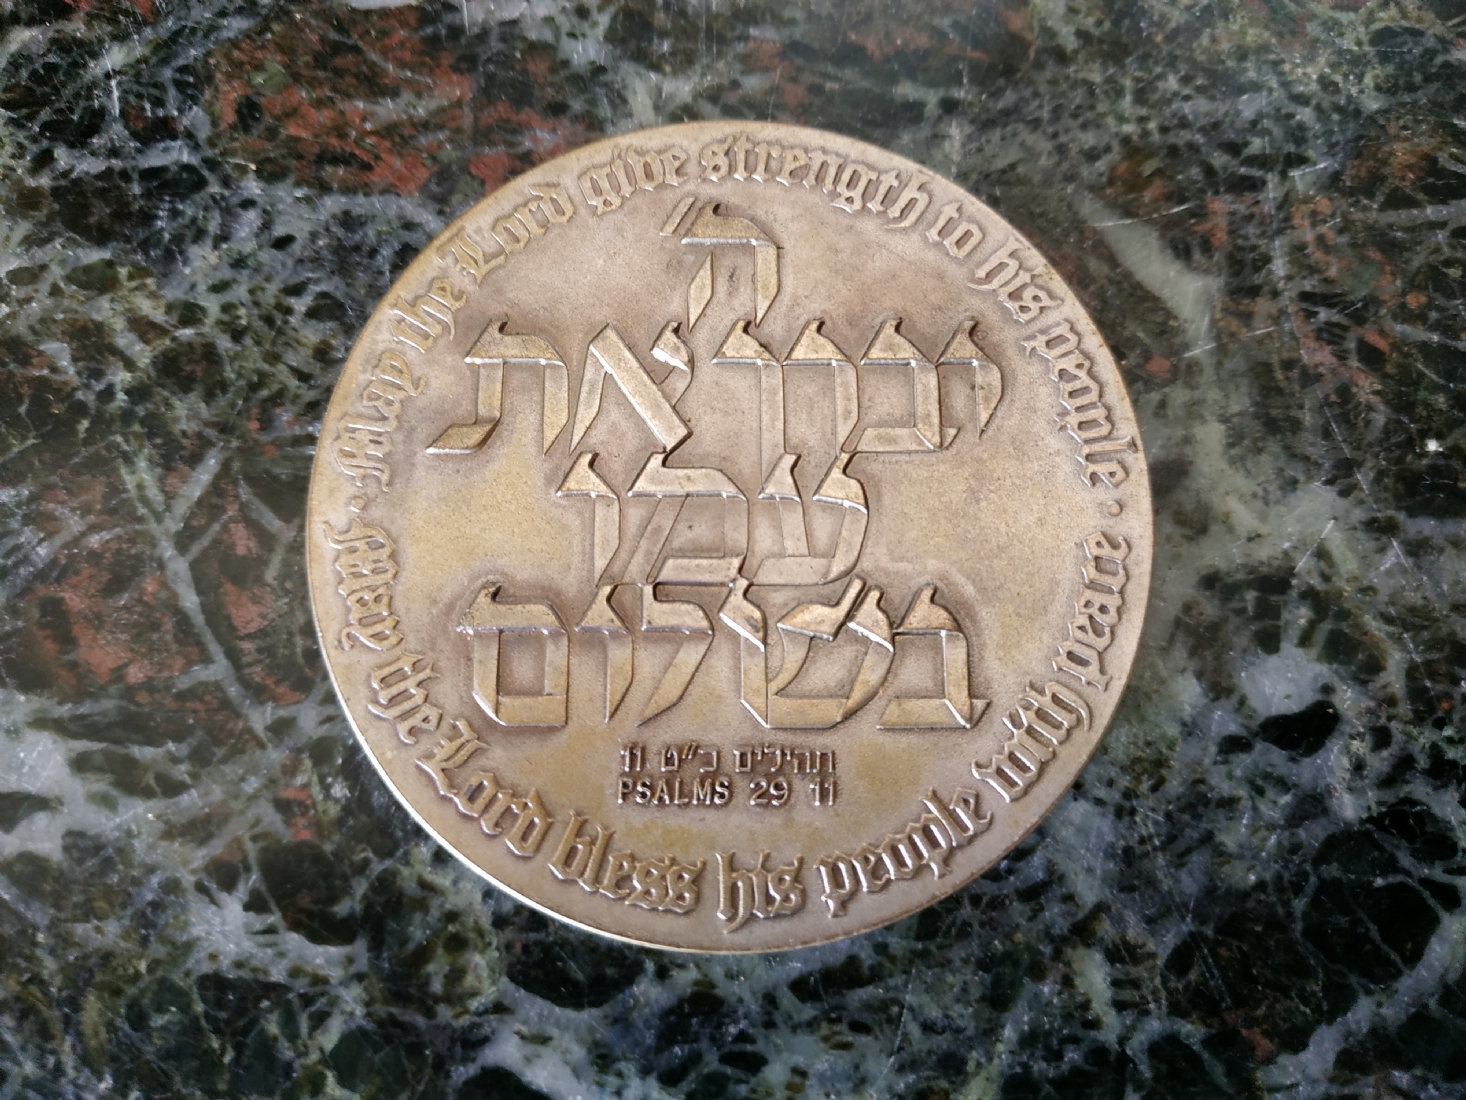 May the Lord give strength to his people · May the Lord bless his people with peace ·
ה״
יברך את
עמו
בשלום
תהילים כ״ט 11
PSALMS 29 11